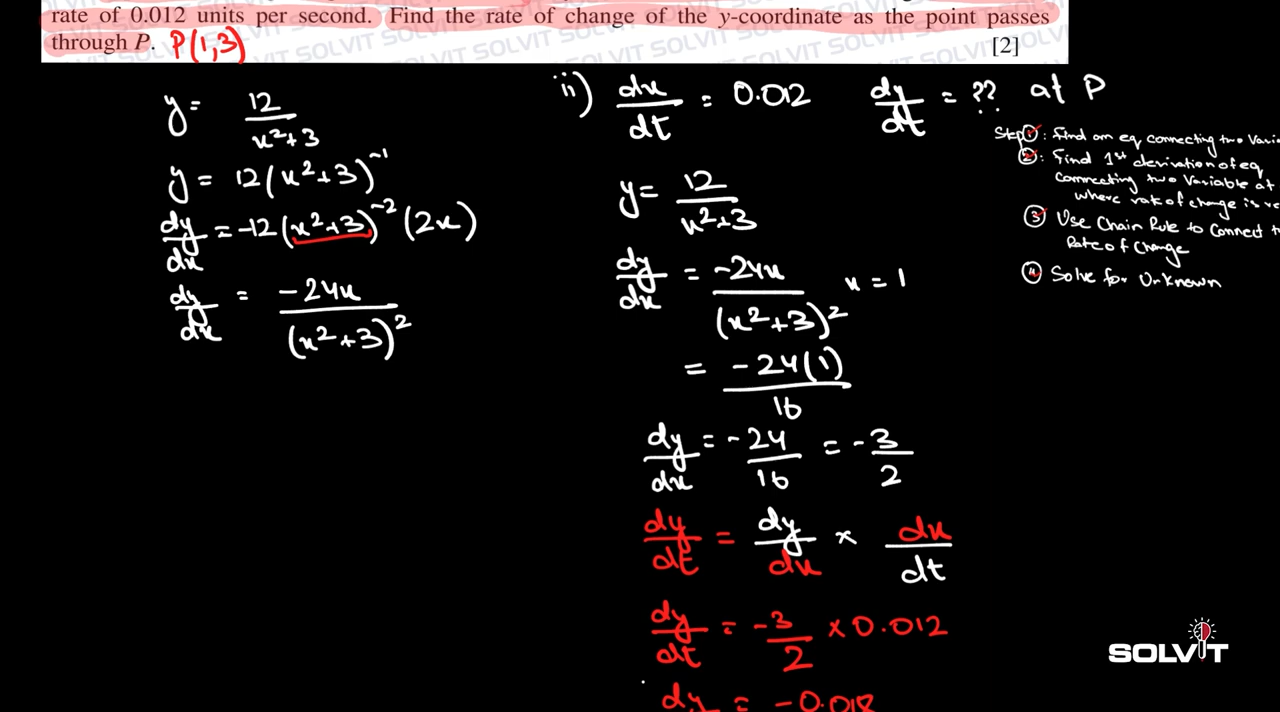 rate of 0.012 units per second. Find the rate of change of the y-coordinate as the point passes
through P. P(1,3) [2]
y = 12/(x²+3)
y = 12(x²+3)⁻¹
dy/dx = -12(x²+3)⁻²(2x)
dy/dx = -24x/(x²+3)²
ii) dx/dt = 0.012 dy/dt = ?? at P
y = 12/(x²+3)
dy/dx = -24x/(x²+3)² x = 1
= -24(1)/16
dy/dx = -24/16 = -3/2
dy/dt = dy/dx × dx/dt
dy/dt = -3/2 × 0.012
dy = -0.018
Step ①: Find an eq connecting two
②: Find 1st derivation of eq
connecting two Variable at
where rate of change is
③ Use Chain Rule to Connect
Rate of Change
④ Solve for Unknown
SOLVIT